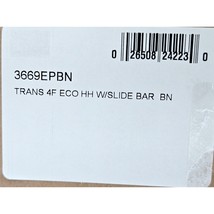 0 26508 24223 0
3669EPBN
TRANS 4F ECO HH W/SLIDE BAR BN